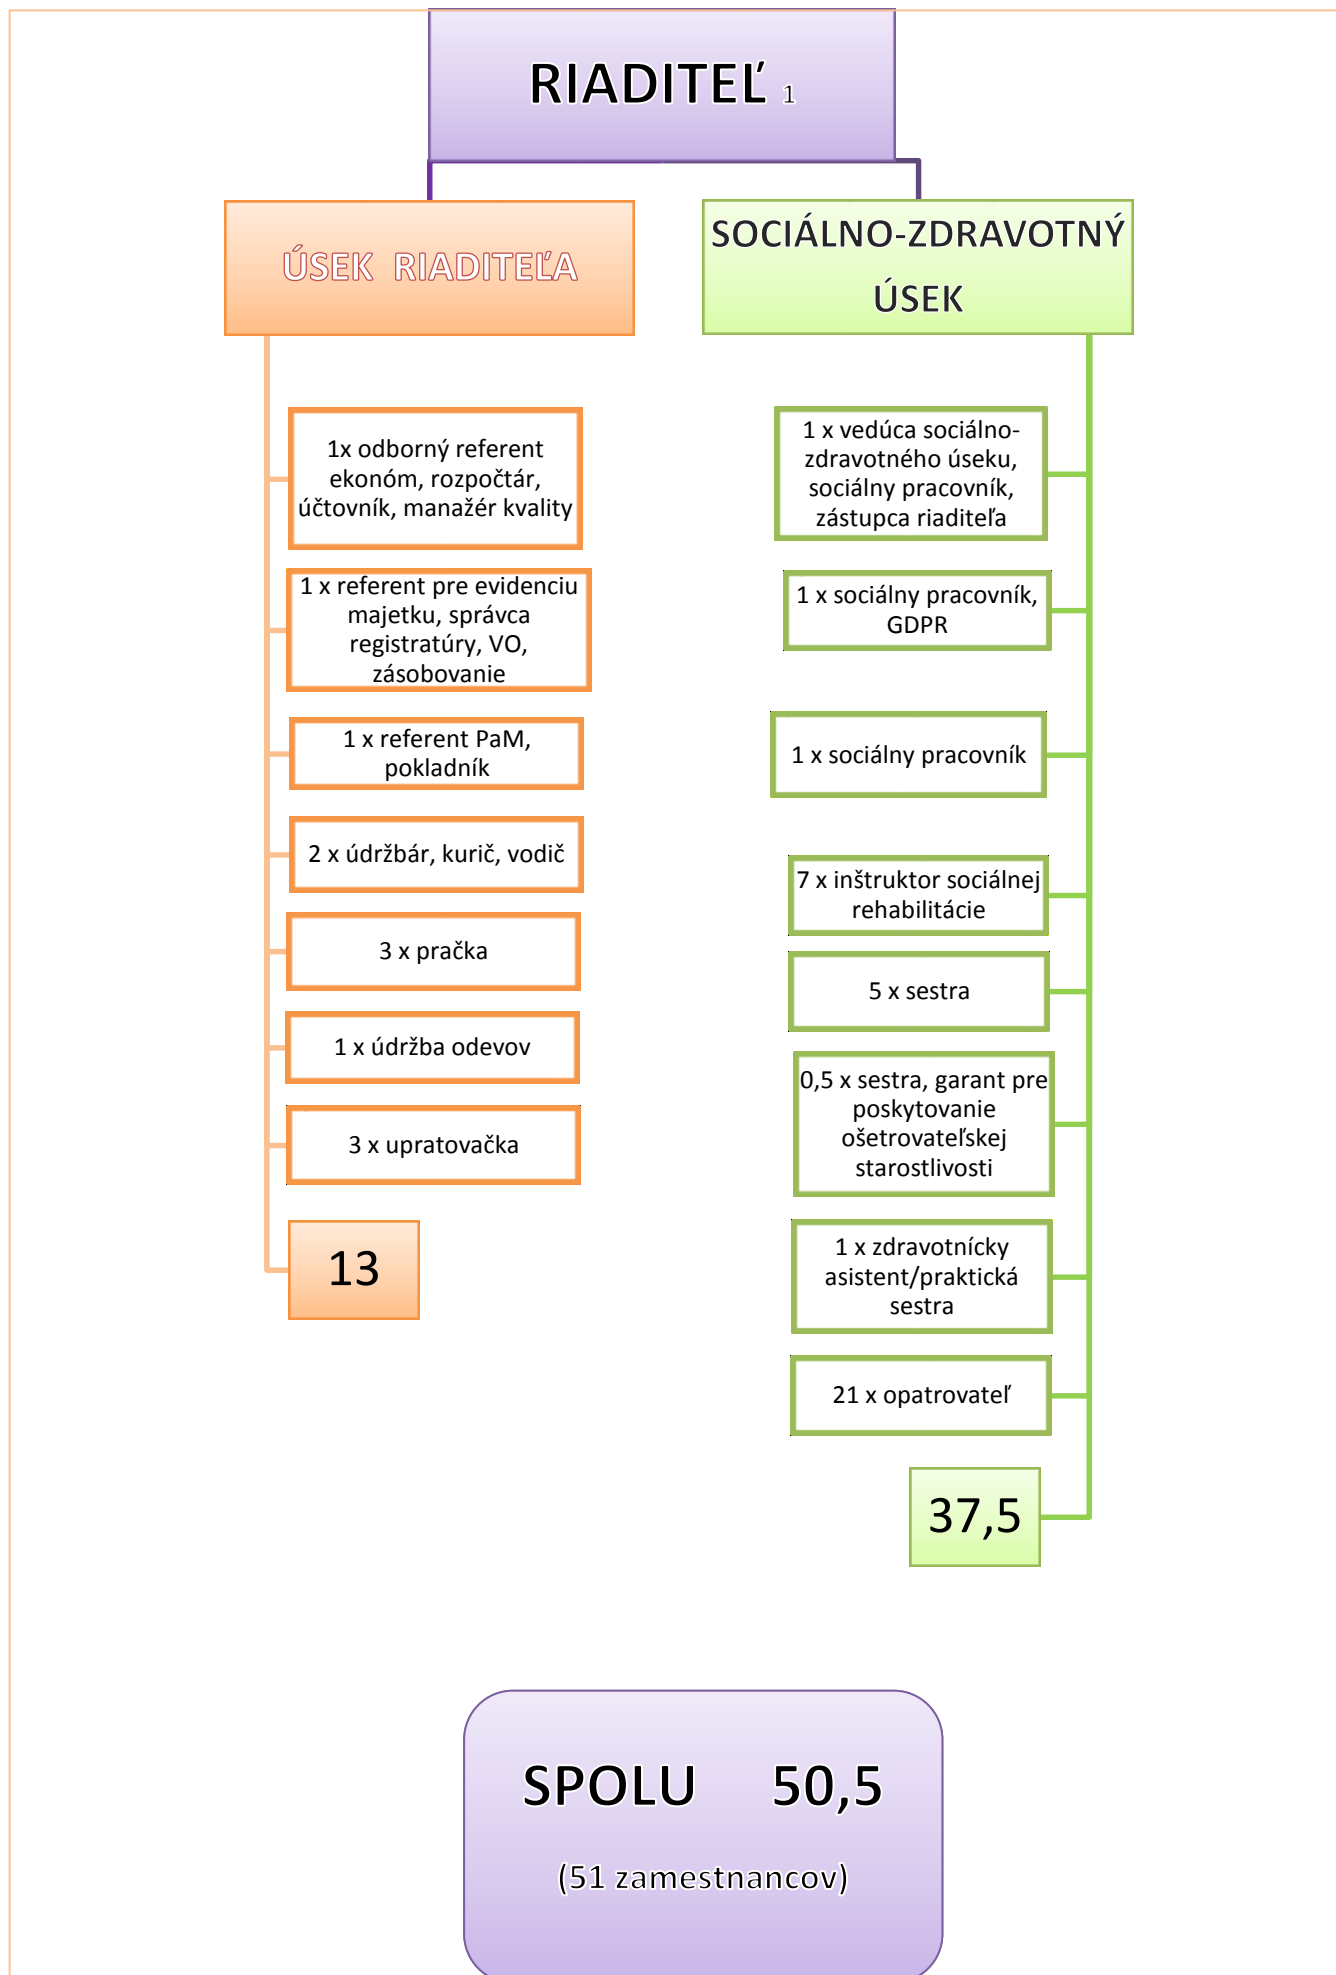 RIADITEĽ 1
ÚSEK RIADITEĽA
1x odborný referent
ekonóm, rozpočtár,
účtovník, manažér kvality
1 x referent pre evidenciu
majetku, správca
registratúry, VO,
zásobovanie
1 x referent PaM,
pokladník
2 x údržbár, kurič, vodič
3 x pračka
1 x údržba odevov
3 x upratovačka
13
SOCIÁLNO-ZDRAVOTNÝ
ÚSEK
1 x vedúca sociálno-
zdravotného úseku,
sociálny pracovník,
zástupca riaditeľa
1 x sociálny pracovník,
GDPR
1 x sociálny pracovník
7 x inštruktor sociálnej
rehabilitácie
5 x sestra
0,5 x sestra, garant pre
poskytovanie
ošetrovateľskej
starostlivosti
1 x zdravotnícky
asistent/praktická
sestra
21 x opatrovateľ
37,5
SPOLU 50,5
(51 zamestnancov)